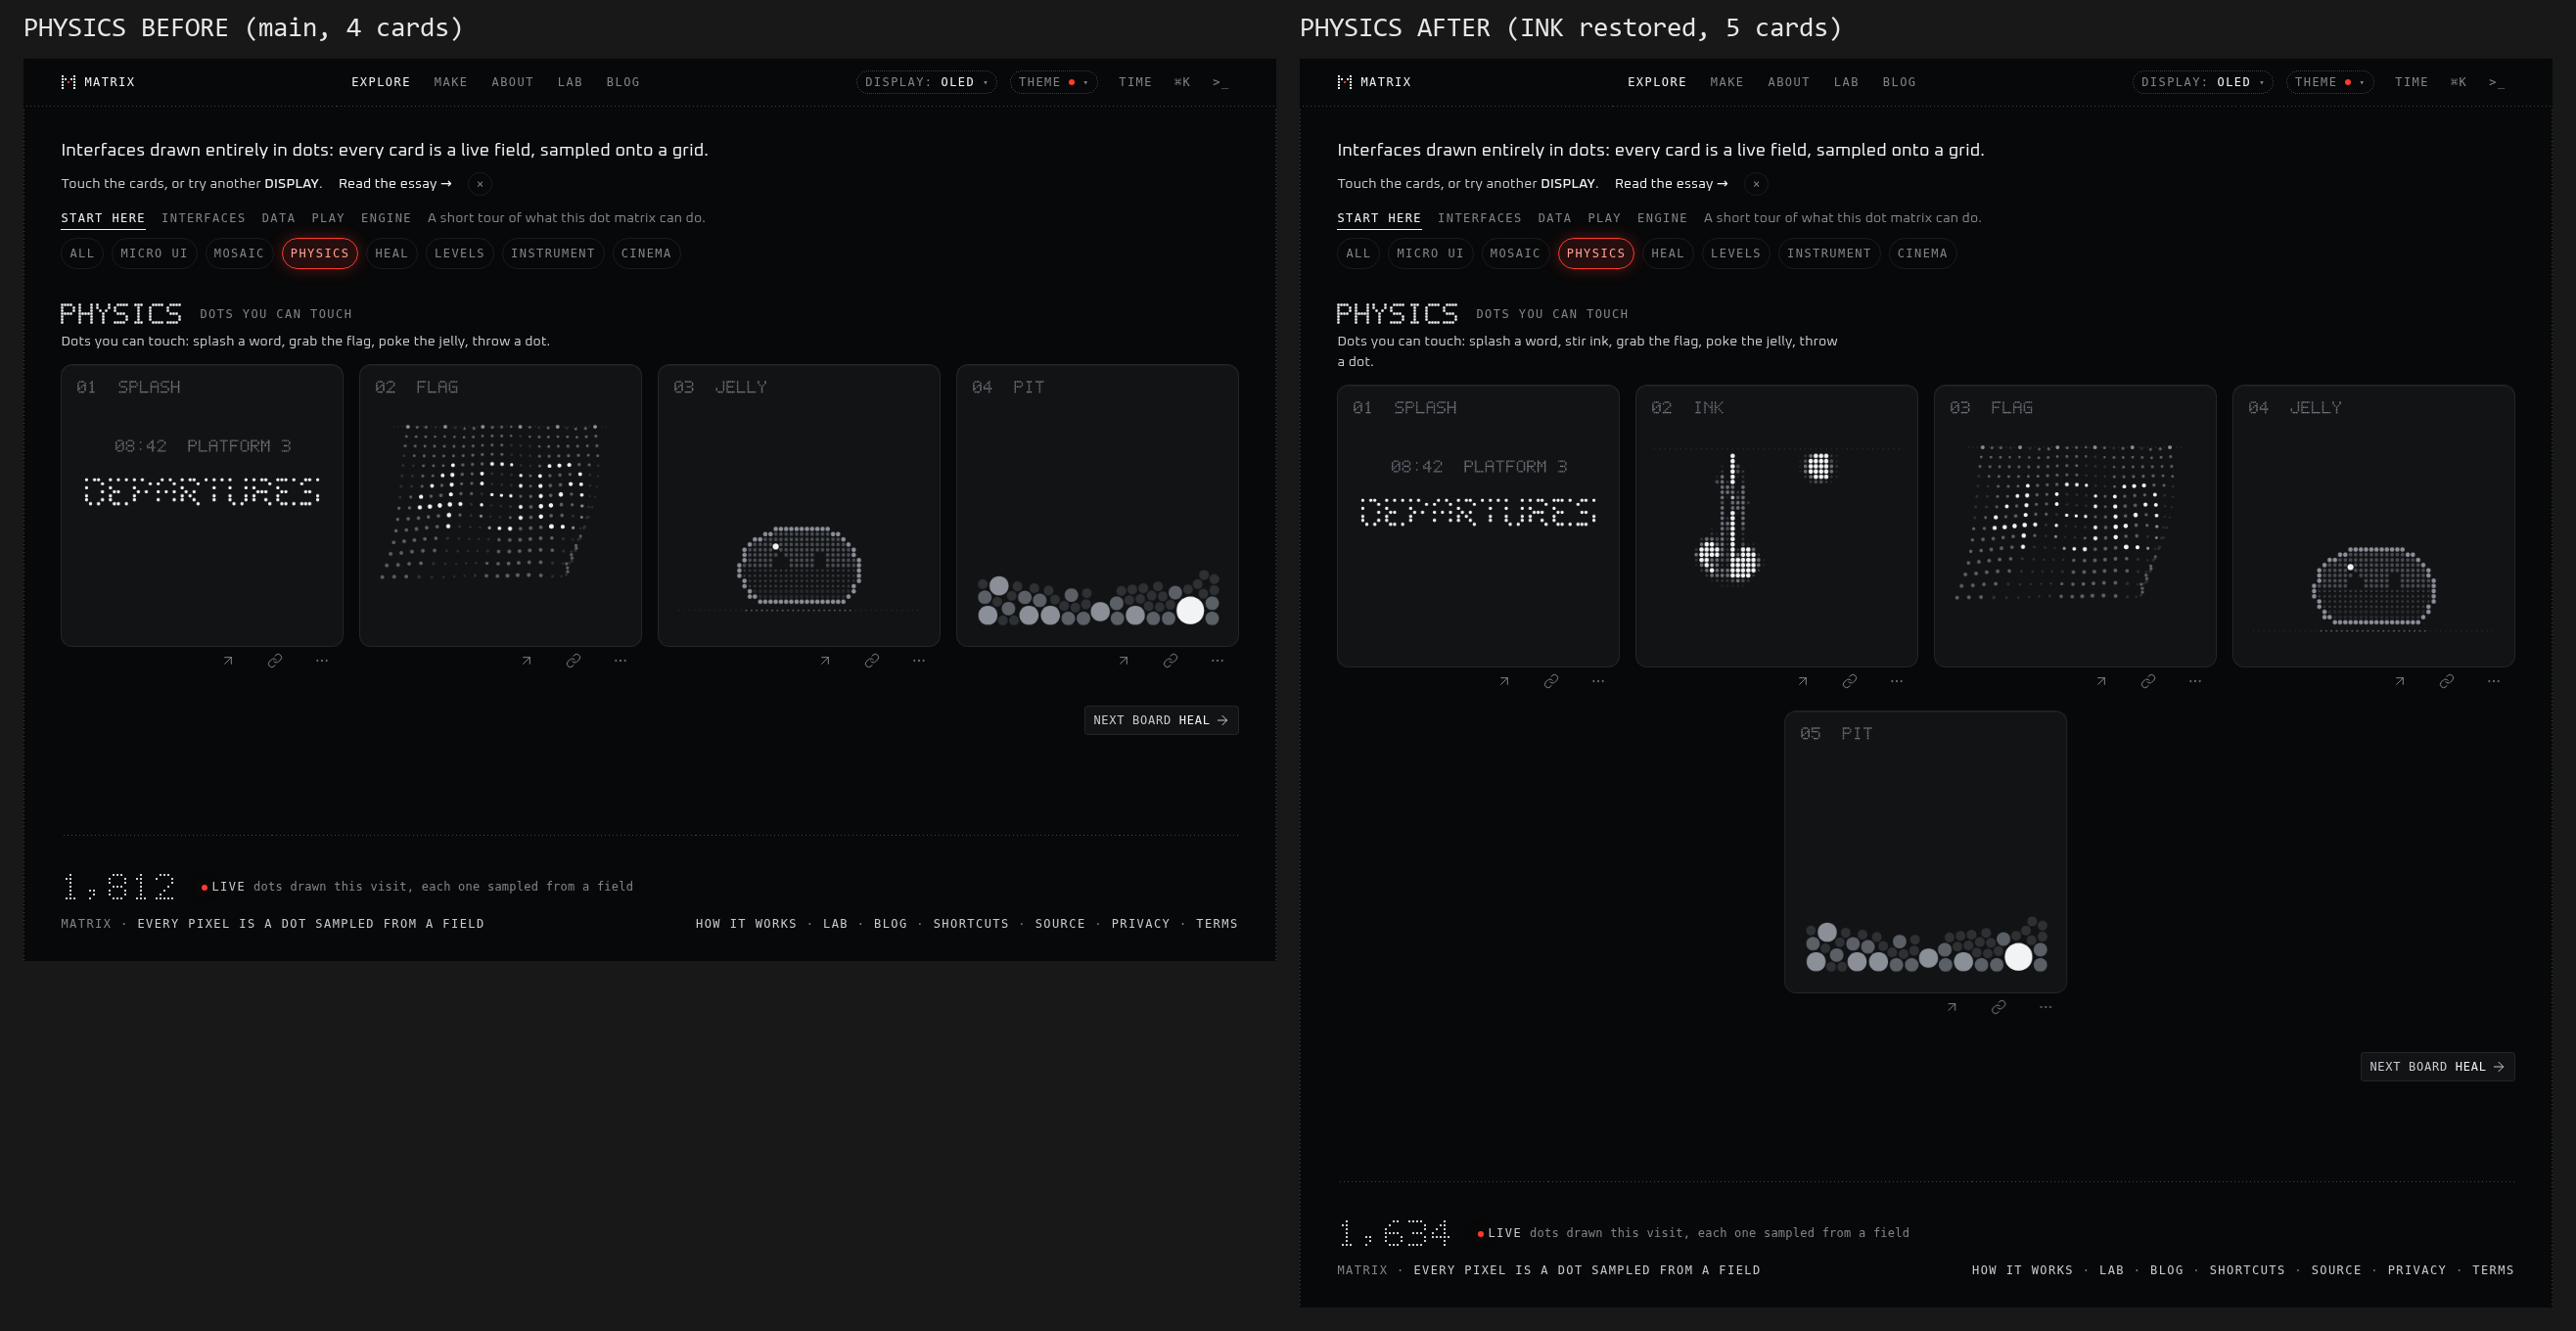 PHYSICS BEFORE (main, 4 cards)
MATRIX EXPLORE MAKE ABOUT LAB BLOG DISPLAY: OLED THEME TIME ⌘K >_
Interfaces drawn entirely in dots: every card is a live field, sampled onto a grid.
Touch the cards, or try another DISPLAY. Read the essay → ×
START HERE INTERFACES DATA PLAY ENGINE A short tour of what this dot matrix can do.
ALL MICRO UI MOSAIC PHYSICS HEAL LEVELS INSTRUMENT CINEMA
PHYSICS DOTS YOU CAN TOUCH
Dots you can touch: splash a word, grab the flag, poke the jelly, throw a dot.
01 SPLASH 02 FLAG 03 JELLY 04 PIT
08:42 PLATFORM 3
DEPARTURES
NEXT BOARD HEAL →
1,812 LIVE dots drawn this visit, each one sampled from a field
MATRIX · EVERY PIXEL IS A DOT SAMPLED FROM A FIELD HOW IT WORKS · LAB · BLOG · SHORTCUTS · SOURCE · PRIVACY · TERMS
PHYSICS AFTER (INK restored, 5 cards)
MATRIX EXPLORE MAKE ABOUT LAB BLOG DISPLAY: OLED THEME TIME ⌘K >_
Interfaces drawn entirely in dots: every card is a live field, sampled onto a grid.
Touch the cards, or try another DISPLAY. Read the essay → ×
START HERE INTERFACES DATA PLAY ENGINE A short tour of what this dot matrix can do.
ALL MICRO UI MOSAIC PHYSICS HEAL LEVELS INSTRUMENT CINEMA
PHYSICS DOTS YOU CAN TOUCH
Dots you can touch: splash a word, stir ink, grab the flag, poke the jelly, throw
a dot.
01 SPLASH 02 INK 03 FLAG 04 JELLY
08:42 PLATFORM 3
DEPARTURES
05 PIT
NEXT BOARD HEAL →
1,634 LIVE dots drawn this visit, each one sampled from a field
MATRIX · EVERY PIXEL IS A DOT SAMPLED FROM A FIELD HOW IT WORKS · LAB · BLOG · SHORTCUTS · SOURCE · PRIVACY · TERMS